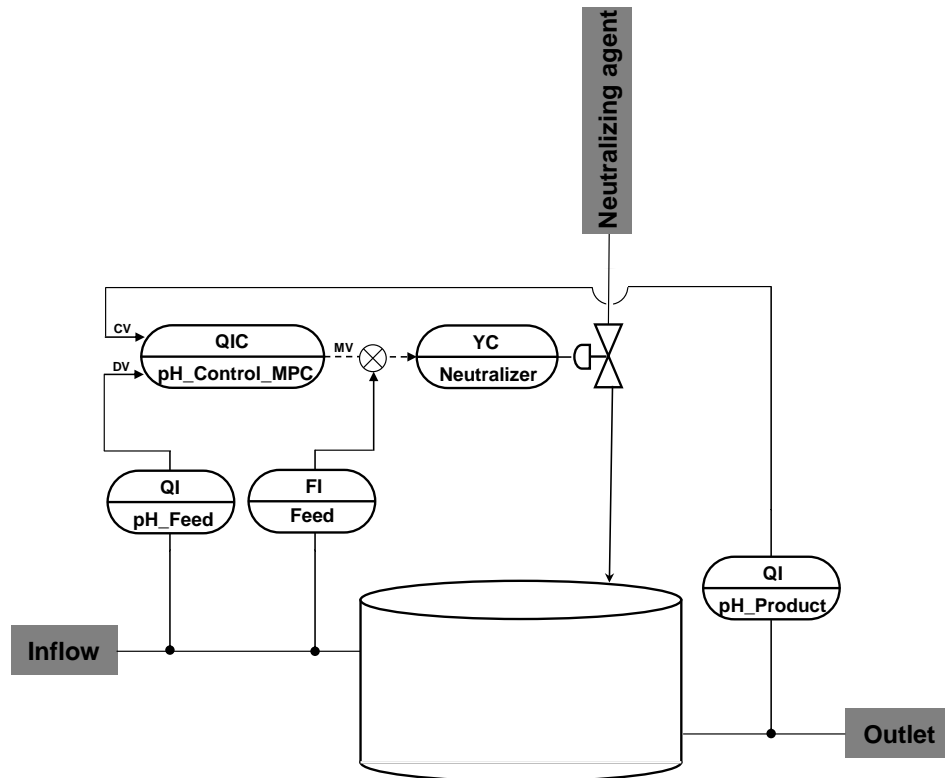 Neutralizing agent
CV
QIC
MV
YC
DV
pH_Control_MPC
Neutralizer
QI
FI
pH_Feed
Feed
QI
pH_Product
Inflow
Outlet